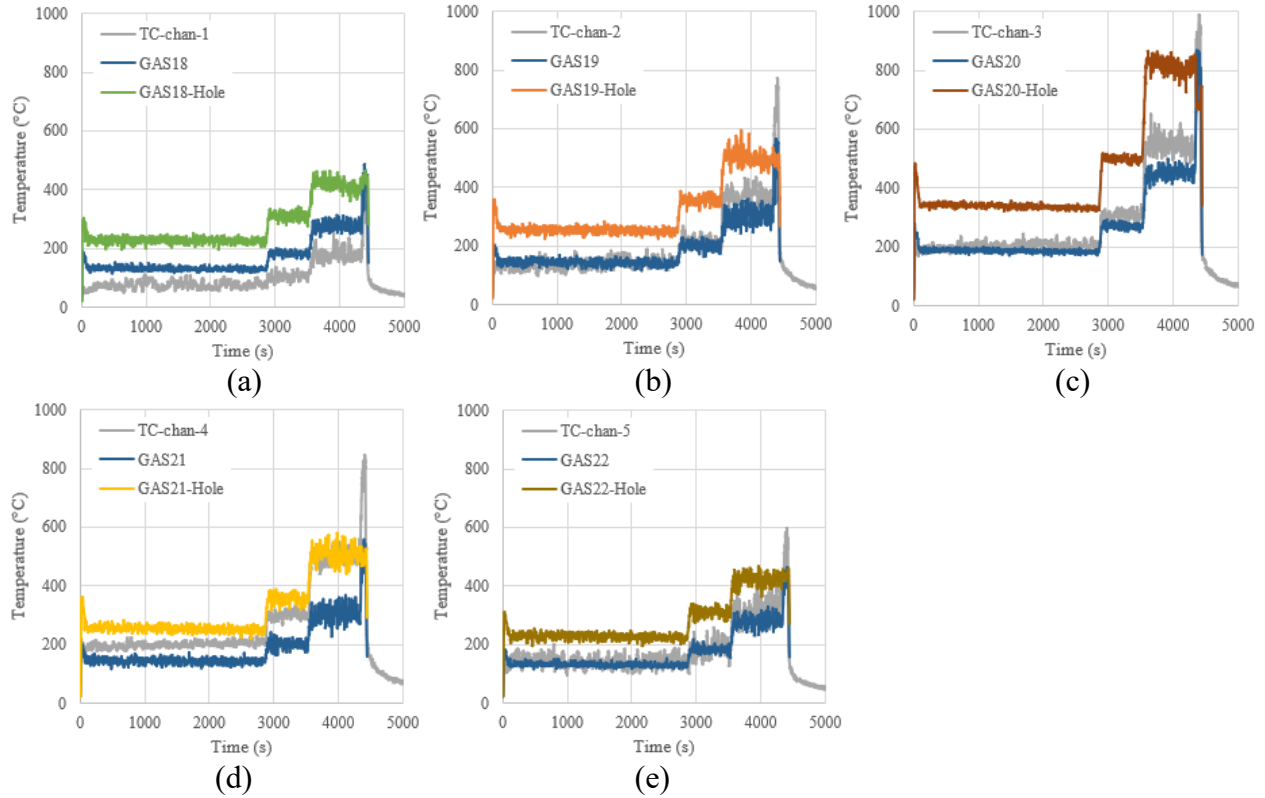 1000
800
600
400
200
0
Temperature (°C)
TC-chan-1
GAS18
GAS18-Hole
0 1000 2000 3000 4000 5000
Time (s)
(a)
1000
800
600
400
200
0
Temperature (°C)
TC-chan-2
GAS19
GAS19-Hole
0 1000 2000 3000 4000 5000
Time (s)
(b)
1000
800
600
400
200
0
Temperature (°C)
TC-chan-3
GAS20
GAS20-Hole
0 1000 2000 3000 4000 5000
Time (s)
(c)
1000
800
600
400
200
0
Temperature (°C)
TC-chan-4
GAS21
GAS21-Hole
0 1000 2000 3000 4000 5000
Time (s)
(d)
1000
800
600
400
200
0
Temperature (°C)
TC-chan-5
GAS22
GAS22-Hole
0 1000 2000 3000 4000 5000
Time (s)
(e)